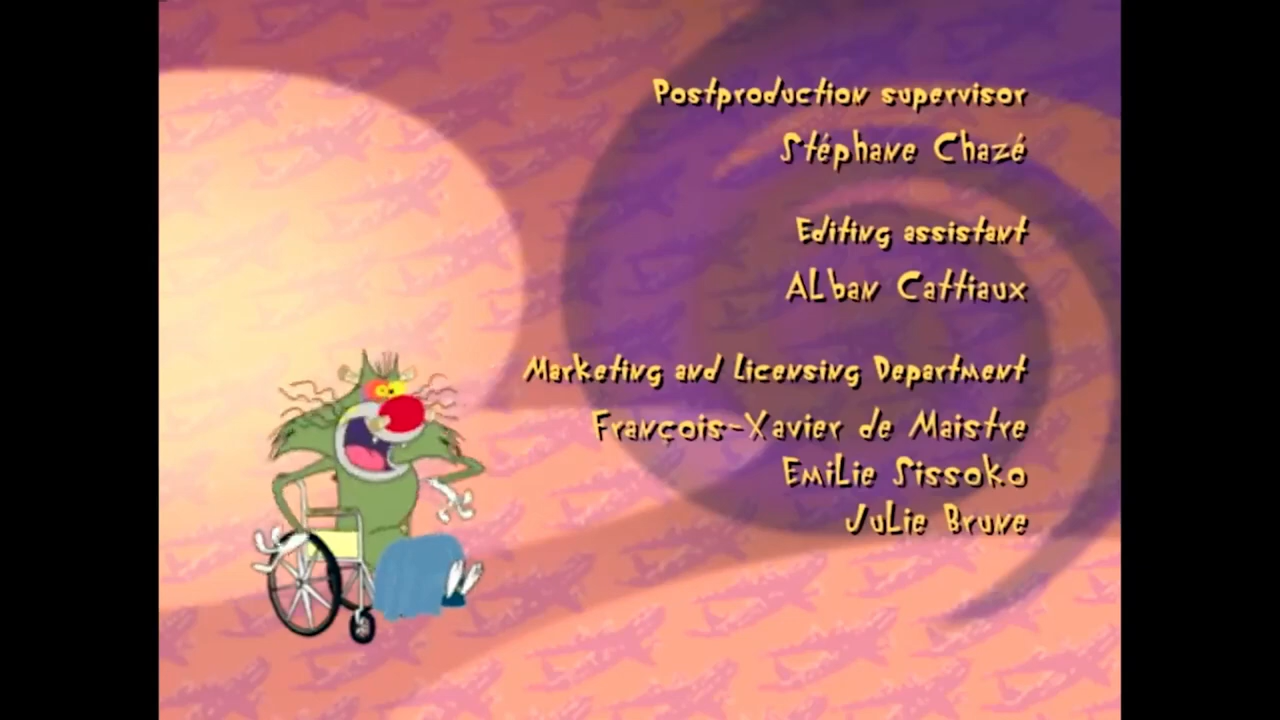 Postproduction supervisor
Stéphane Chazé
Editing assistant
Alban Cattiaux
Marketing and Licensing Department
François-Xavier de Maistre
Emilie Sissoko
Julie Brune